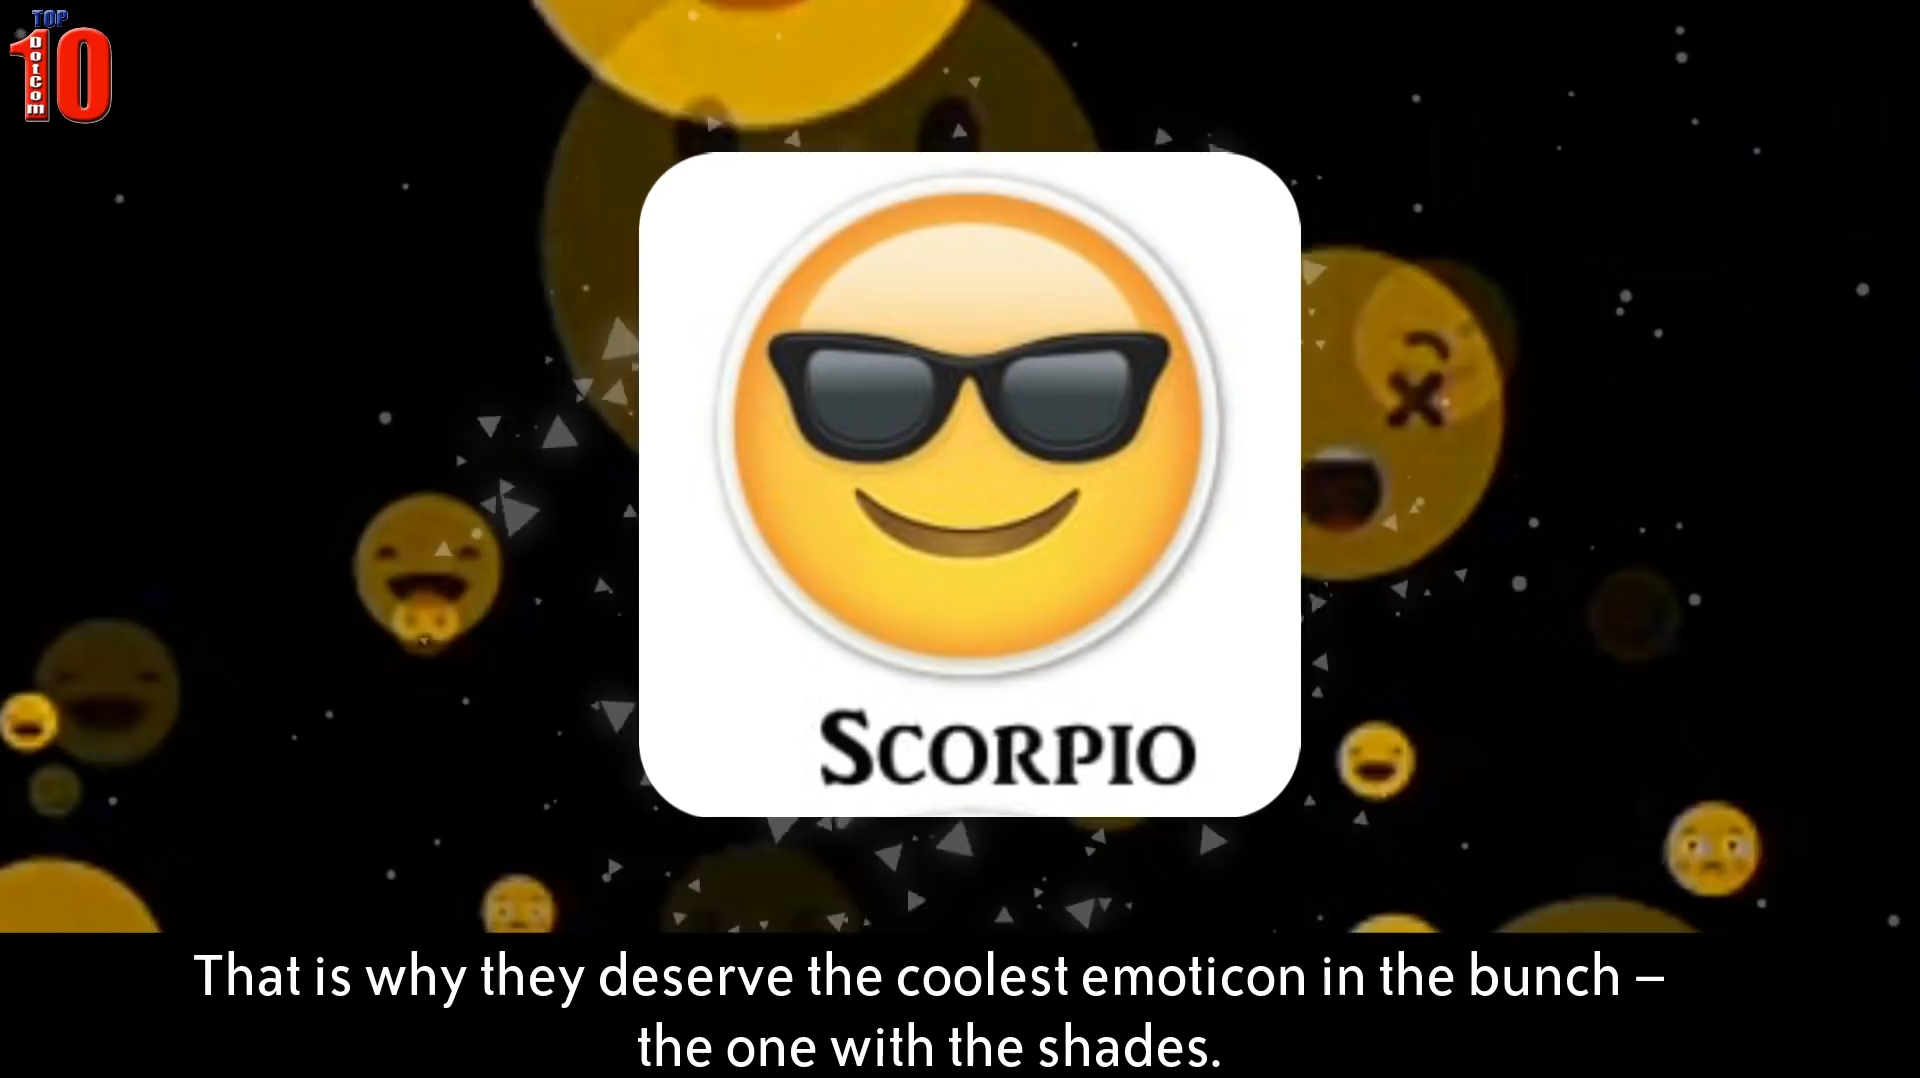 TOP
10
DotCom
SCORPIO
That is why they deserve the coolest emoticon in the bunch –
the one with the shades.